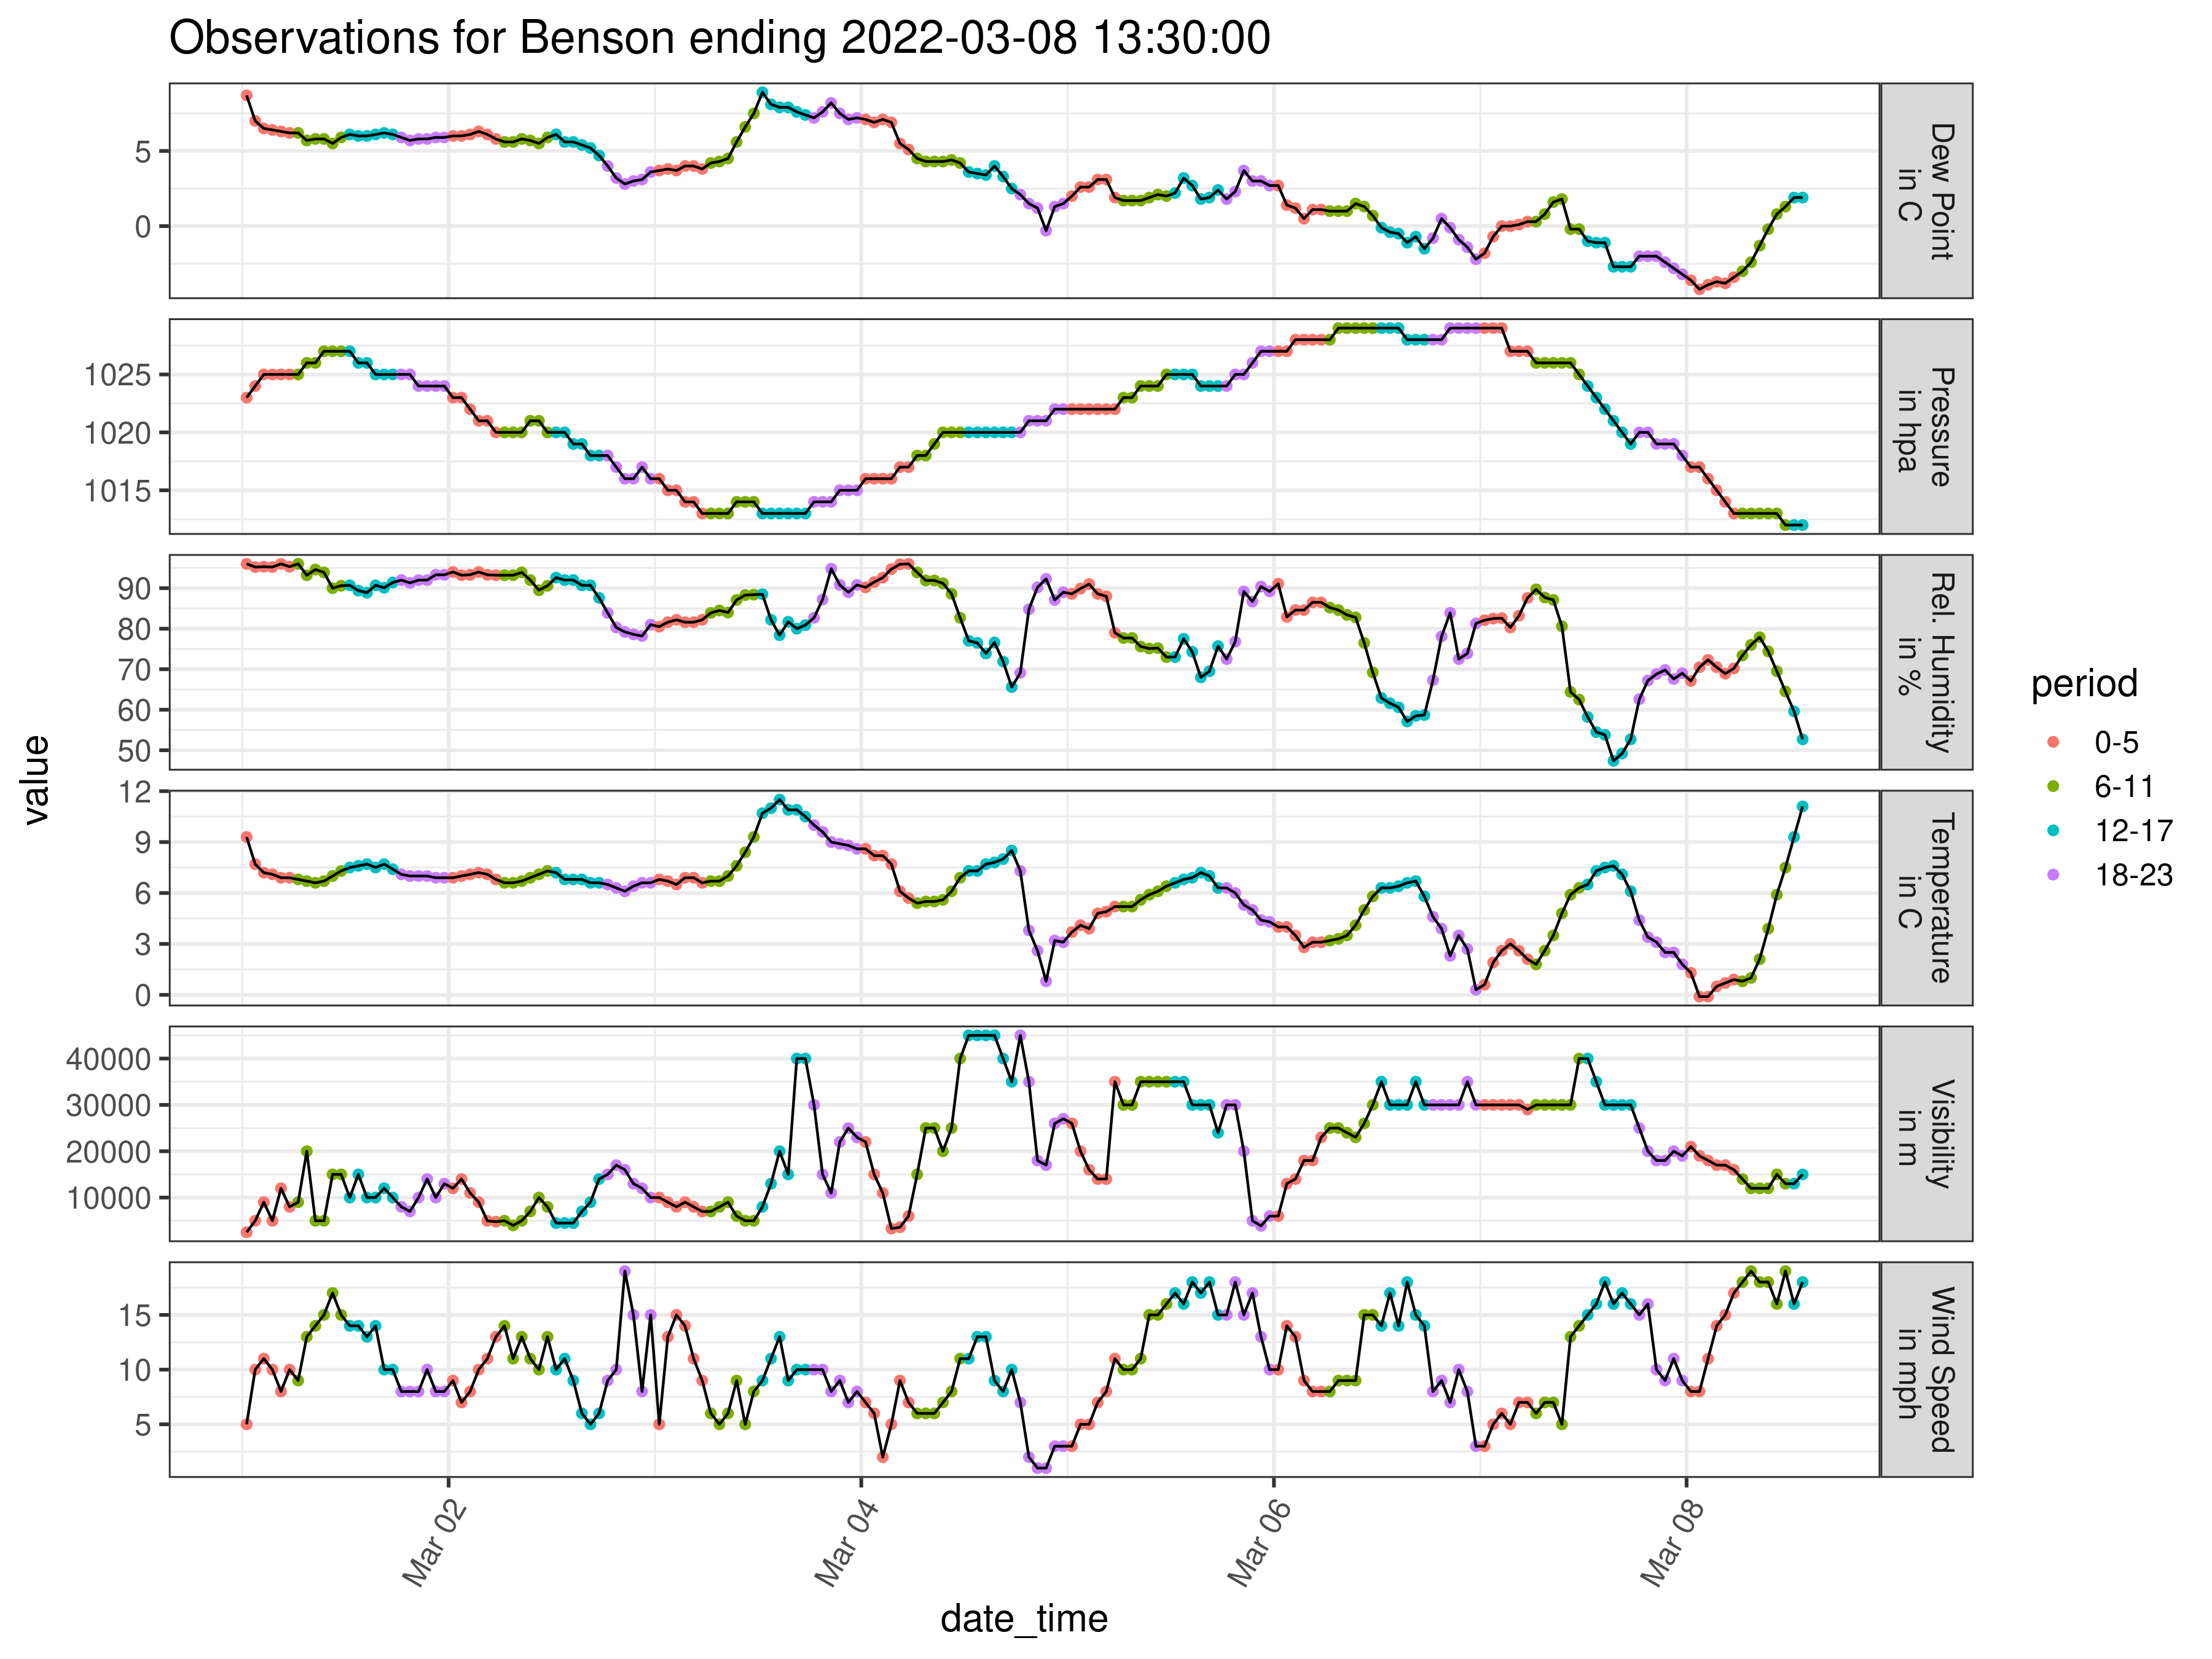 Observations for Benson ending 2022-03-08 13:30:00
value
5
0
Dew Point
in C
1025
1020
1015
Pressure
in hpa
90
80
70
60
50
Rel. Humidity
in %
12
9
6
3
0
Temperature
in C
40000
30000
20000
10000
Visibility
in m
15
10
5
Wind Speed
in mph
Mar 02
Mar 04
Mar 06
Mar 08
date_time
period
0-5
6-11
12-17
18-23